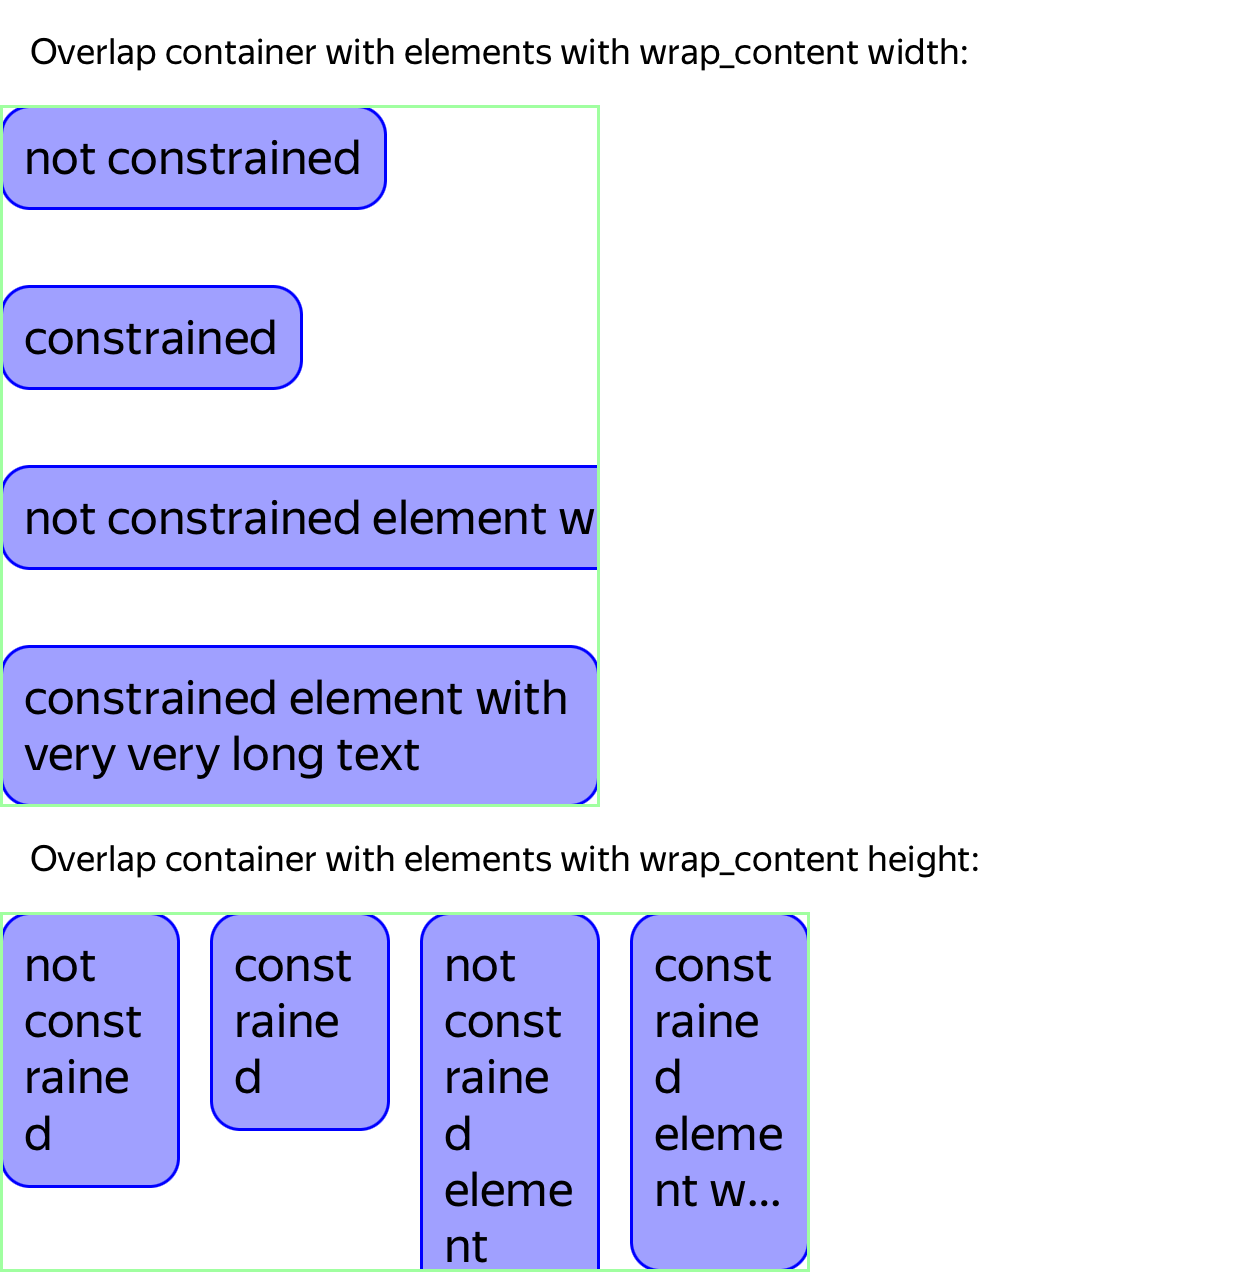 Overlap container with elements with wrap_content width:
not constrained
constrained
not constrained element w
constrained element with
very very long text
Overlap container with elements with wrap_content height:
not
const
raine
d
const
raine
d
not
const
raine
d
eleme
nt
const
raine
d
eleme
nt w...